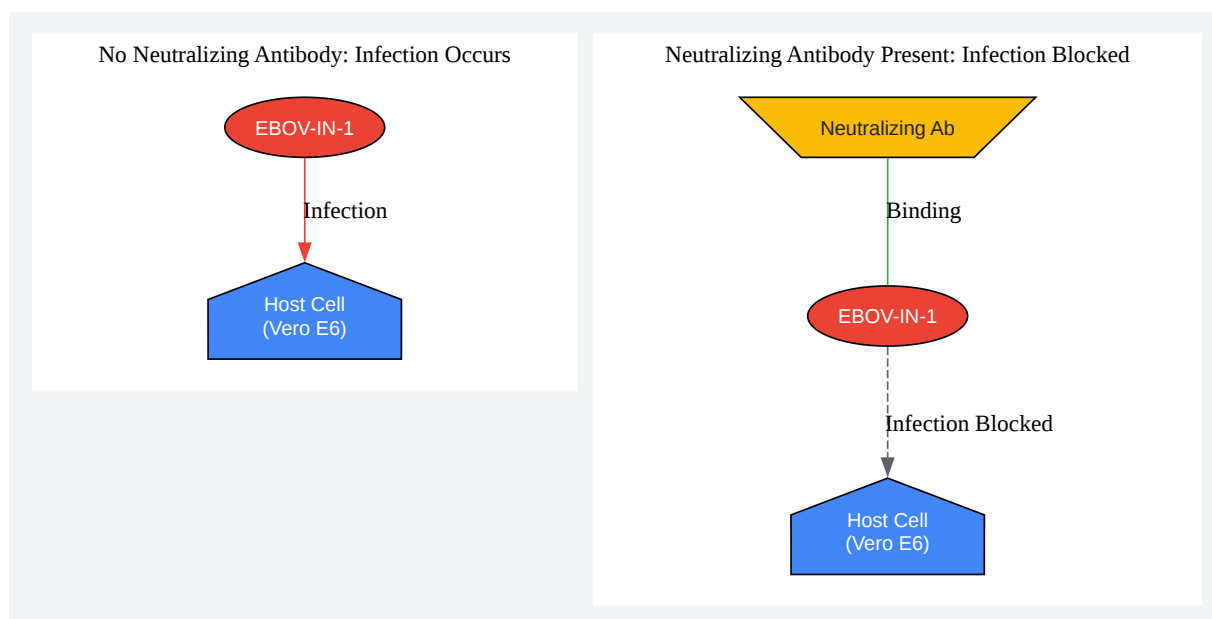 No Neutralizing Antibody: Infection Occurs
EBOV-IN-1
Infection
Host Cell
(Vero E6)
Neutralizing Antibody Present: Infection Blocked
Neutralizing Ab
Binding
EBOV-IN-1
Infection Blocked
Host Cell
(Vero E6)